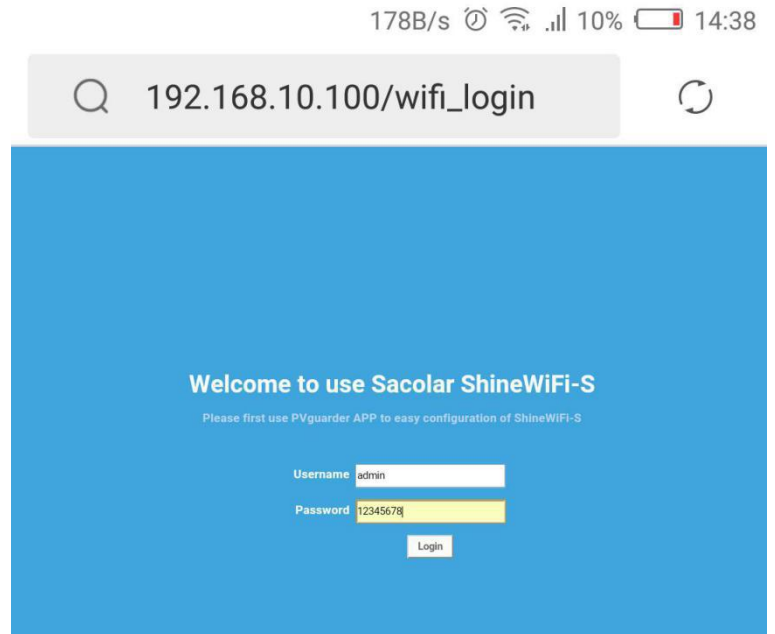 178B/s 10% 14:38
192.168.10.100/wifi_login
Welcome to use Sacolar ShineWiFi-S
Please first use PVguarder APP to easy configuration of ShineWiFi-S
Username admin
Password 12345678
Login